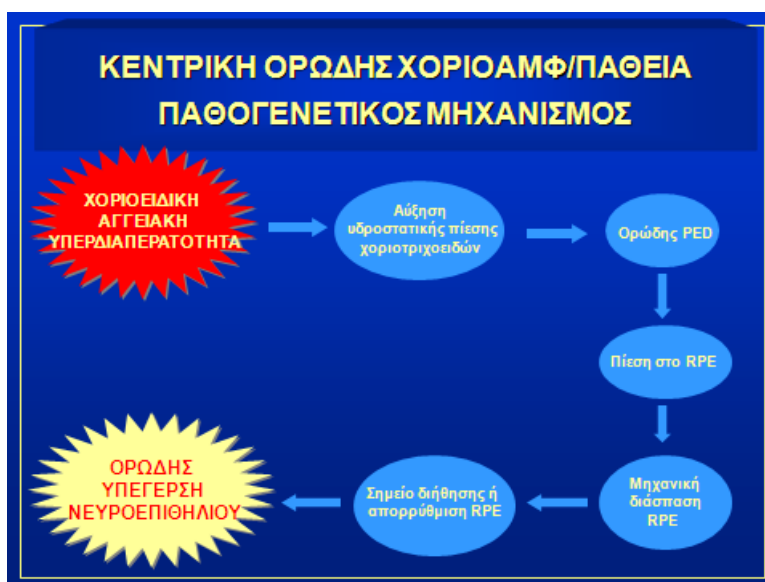 ΚΕΝΤΡΙΚΗ ΟΡΩΔΗΣ ΧΟΡΙΟΑΜΦ/ΠΑΘΕΙΑ
ΠΑΘΟΓΕΝΕΤΙΚΟΣ ΜΗΧΑΝΙΣΜΟΣ
ΧΟΡΙΟΕΙΔΙΚΗ
ΑΓΓΕΙΑΚΗ
ΥΠΕΡΔΙΑΠΕΡΑΤΟΤΗΤΑ
Αύξηση
υδροστατικής πίεσης
χοριοτριχοειδών
Ορώδης PED
Πίεση στο RPE
Μηχανική
διάσπαση
RPE
Σημείο διήθησης ή
απορρύθμιση RPE
ΟΡΩΔΗΣ
ΥΠΕΓΕΡΣΗ
ΝΕΥΡΟΕΠΙΘΗΛΙΟΥ